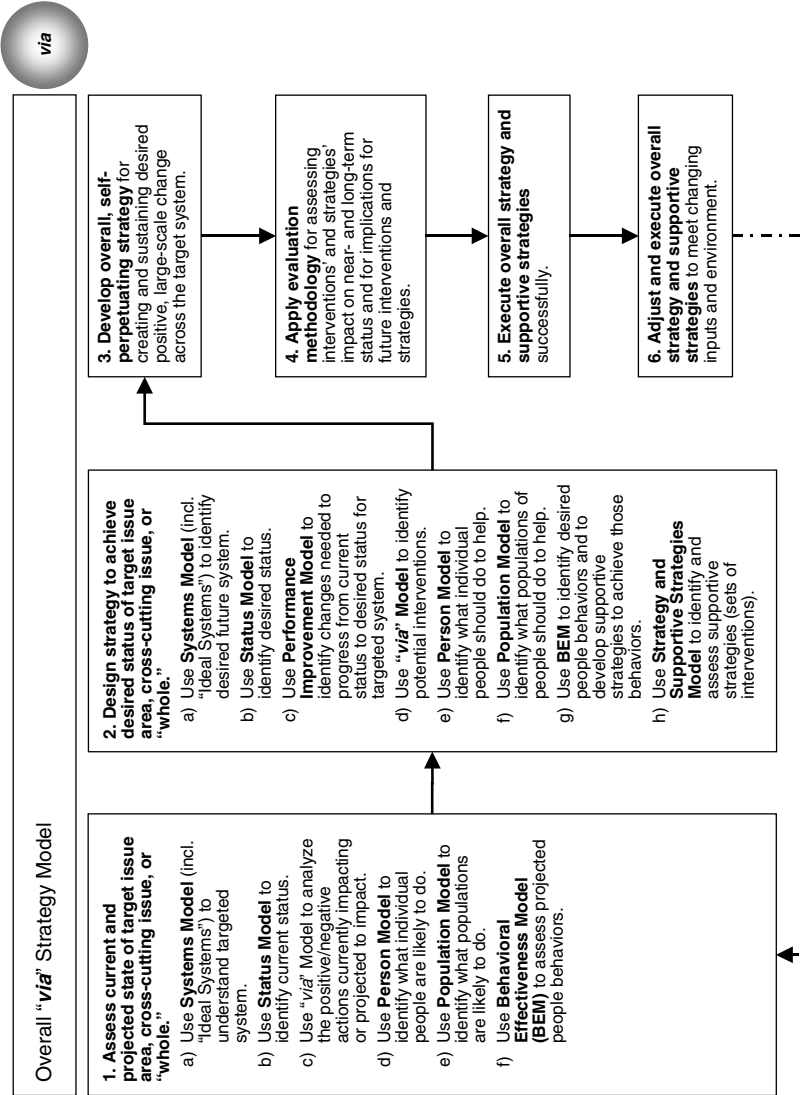 Overall “via” Strategy Model
via
1. Assess current and
projected state of target issue
area, cross-cutting issue, or
“whole.”
a) Use Systems Model (incl.
“Ideal Systems”) to
understand targeted
system.
b) Use Status Model to
identify current status.
c) Use “via” Model to analyze
the positive/negative
actions currently impacting
or projected to impact.
d) Use Person Model to
identify what individual
people are likely to do.
e) Use Population Model to
identify what populations
are likely to do.
f) Use Behavioral
Effectiveness Model
(BEM) to assess projected
people behaviors.
2. Design strategy to achieve
desired status of target issue
area, cross-cutting issue, or
“whole.”
a) Use Systems Model (incl.
“Ideal Systems”) to identify
desired future system.
b) Use Status Model to
identify desired status.
c) Use Performance
Improvement Model to
identify changes needed to
progress from current
status to desired status for
targeted system.
d) Use “via” Model to identify
potential interventions.
e) Use Person Model to
identify what individual
people should do to help.
f) Use Population Model to
identify what populations of
people should do to help.
g) Use BEM to identify desired
people behaviors and to
develop supportive
strategies to achieve those
behaviors.
h) Use Strategy and
Supportive Strategies
Model to identify and
assess supportive
strategies (sets of
interventions).
3. Develop overall, self-
perpetuating strategy for
creating and sustaining desired
positive, large-scale change
across the target system.
4. Apply evaluation
methodology for assessing
interventions’ and strategies’
impact on near- and long-term
status and for implications for
future interventions and
strategies.
5. Execute overall strategy and
supportive strategies
successfully.
6. Adjust and execute overall
strategy and supportive
strategies to meet changing
inputs and environment.